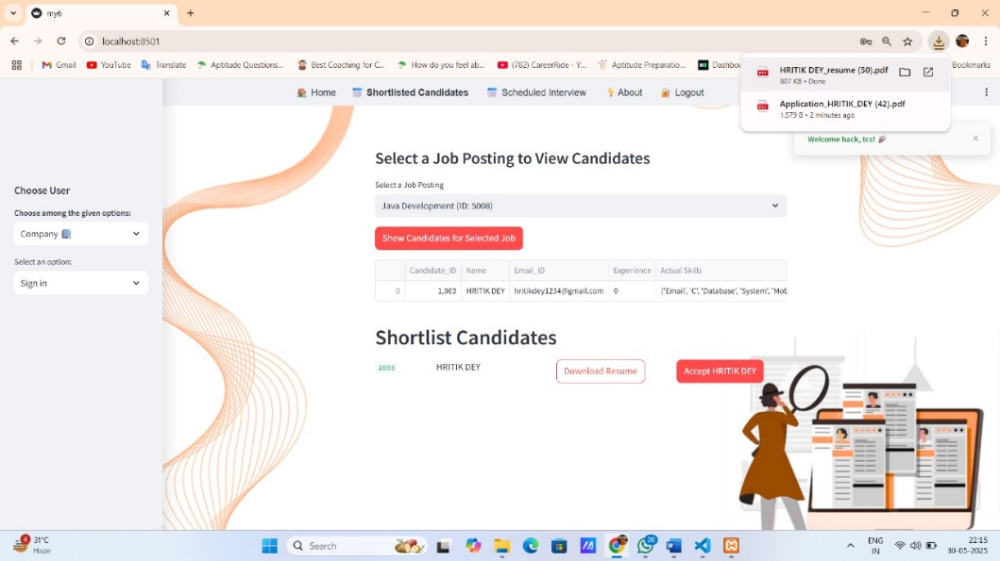 my6
localhost:8501
Gmail
YouTube
Translate
Aptitude Questions...
Best Coaching for C...
How do you feel ab...
(782) CareerRide - Y...
Aptitude Preparatio...
Dashbo
Bookmarks
HRITIK DEY_resume (50).pdf
807 KB • Done
Application_HRITIK_DEY (42).pdf
1,579 B • 2 minutes ago
Home
Shortlisted Candidates
Scheduled Interview
About
Logout
Welcome back, tcs!
Choose User
Choose among the given options:
Company
Select an option:
Sign in
Select a Job Posting to View Candidates
Select a Job Posting
Java Development (ID: 5008)
Show Candidates for Selected Job
Candidate_ID Name Email_ID Experience Actual Skills
0 1,003 HRITIK DEY hritikdey1234@gmail.com 0 ['Email', 'C', 'Database', 'System', 'Mob
Shortlist Candidates
1003 HRITIK DEY Download Resume Accept HRITIK DEY
4
31°C
Haze
Search
20
ENG
IN
22:15
30-05-2025